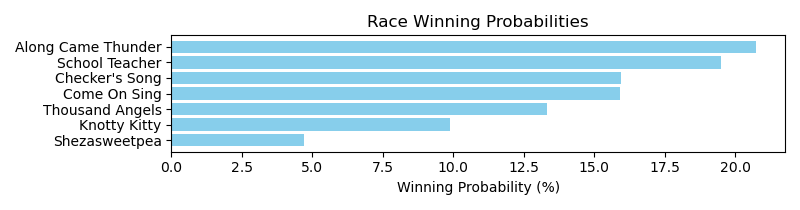 Race Winning Probabilities
Along Came Thunder
School Teacher
Checker's Song
Come On Sing
Thousand Angels
Knotty Kitty
Shezasweetpea
0.0 2.5 5.0 7.5 10.0 12.5 15.0 17.5 20.0
Winning Probability (%)